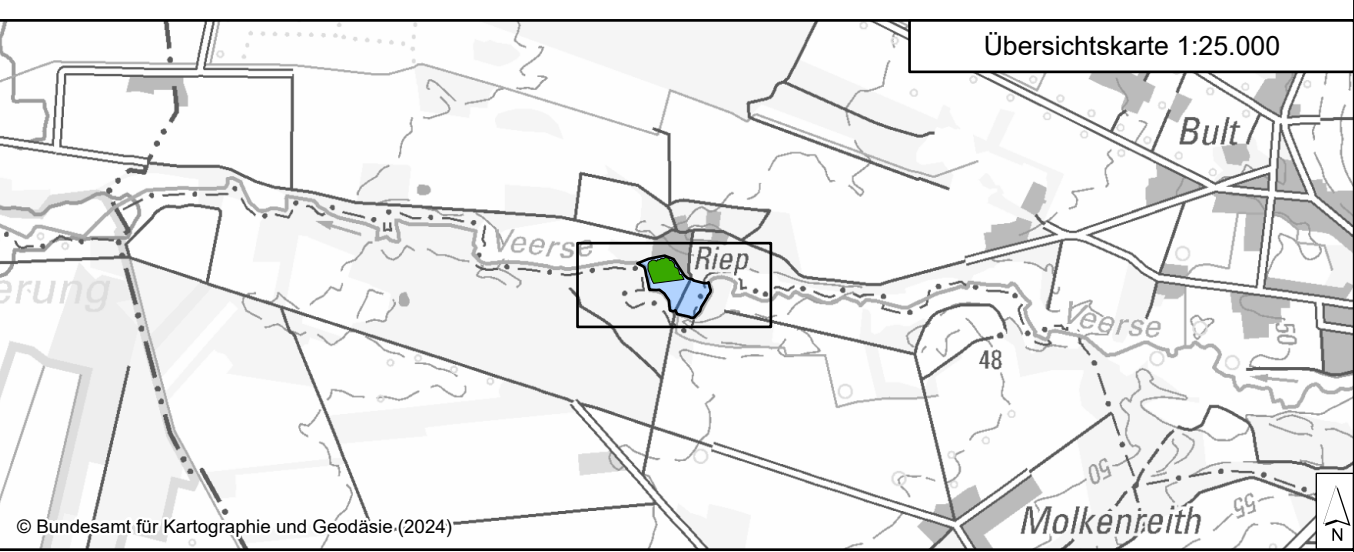 Übersichtskarte 1:25.000
Bult
Veerse
Riep
erung
Veerse
50
48
50
55
Molkenreith
© Bundesamt für Kartographie und Geodäsie (2024)
N